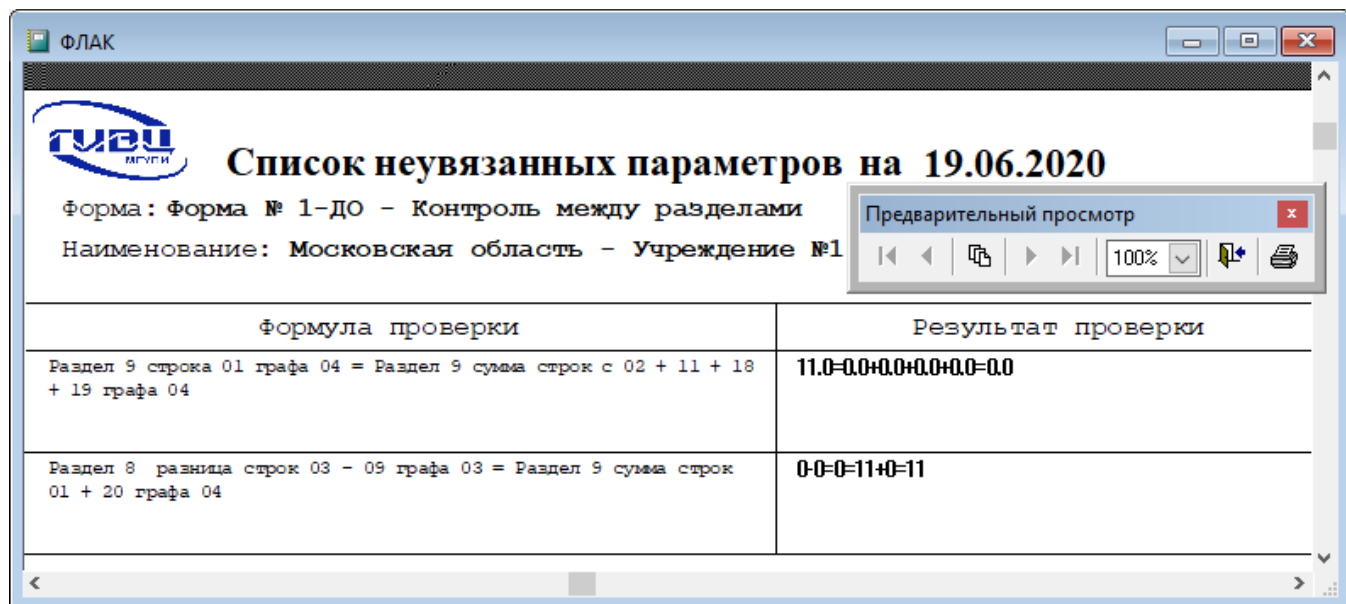 ФЛАК
ГИВЦ
МГУПИ
Список неувязанных параметров на 19.06.2020
Форма: Форма № 1-ДО - Контроль между разделами
Наименование: Московская область - Учреждение №1
Предварительный просмотр
100%
Формула проверки
Результат проверки
Раздел 9 строка 01 графа 04 = Раздел 9 сумма строк с 02 + 11 + 18
+ 19 графа 04
11.0=0.0+0.0+0.0+0.0=0.0
Раздел 8 разница строк 03 - 09 графа 03 = Раздел 9 сумма строк
01 + 20 графа 04
0-0=0=11+0=11